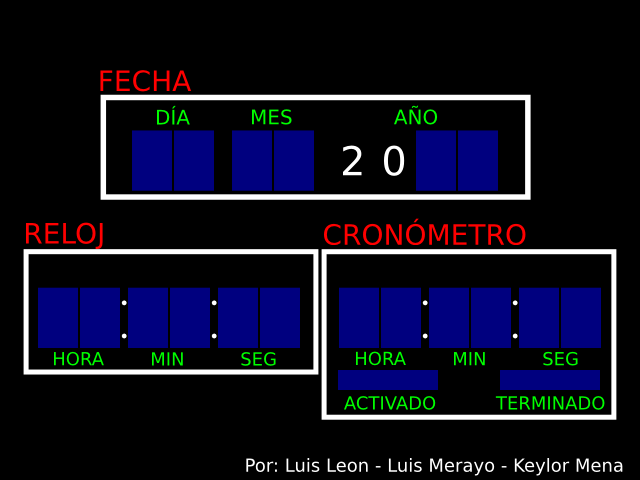 FECHA
DÍA MES AÑO
2 0
RELOJ
: :
HORA MIN SEG
CRONÓMETRO
: :
HORA MIN SEG
ACTIVADO TERMINADO
Por: Luis Leon - Luis Merayo - Keylor Mena